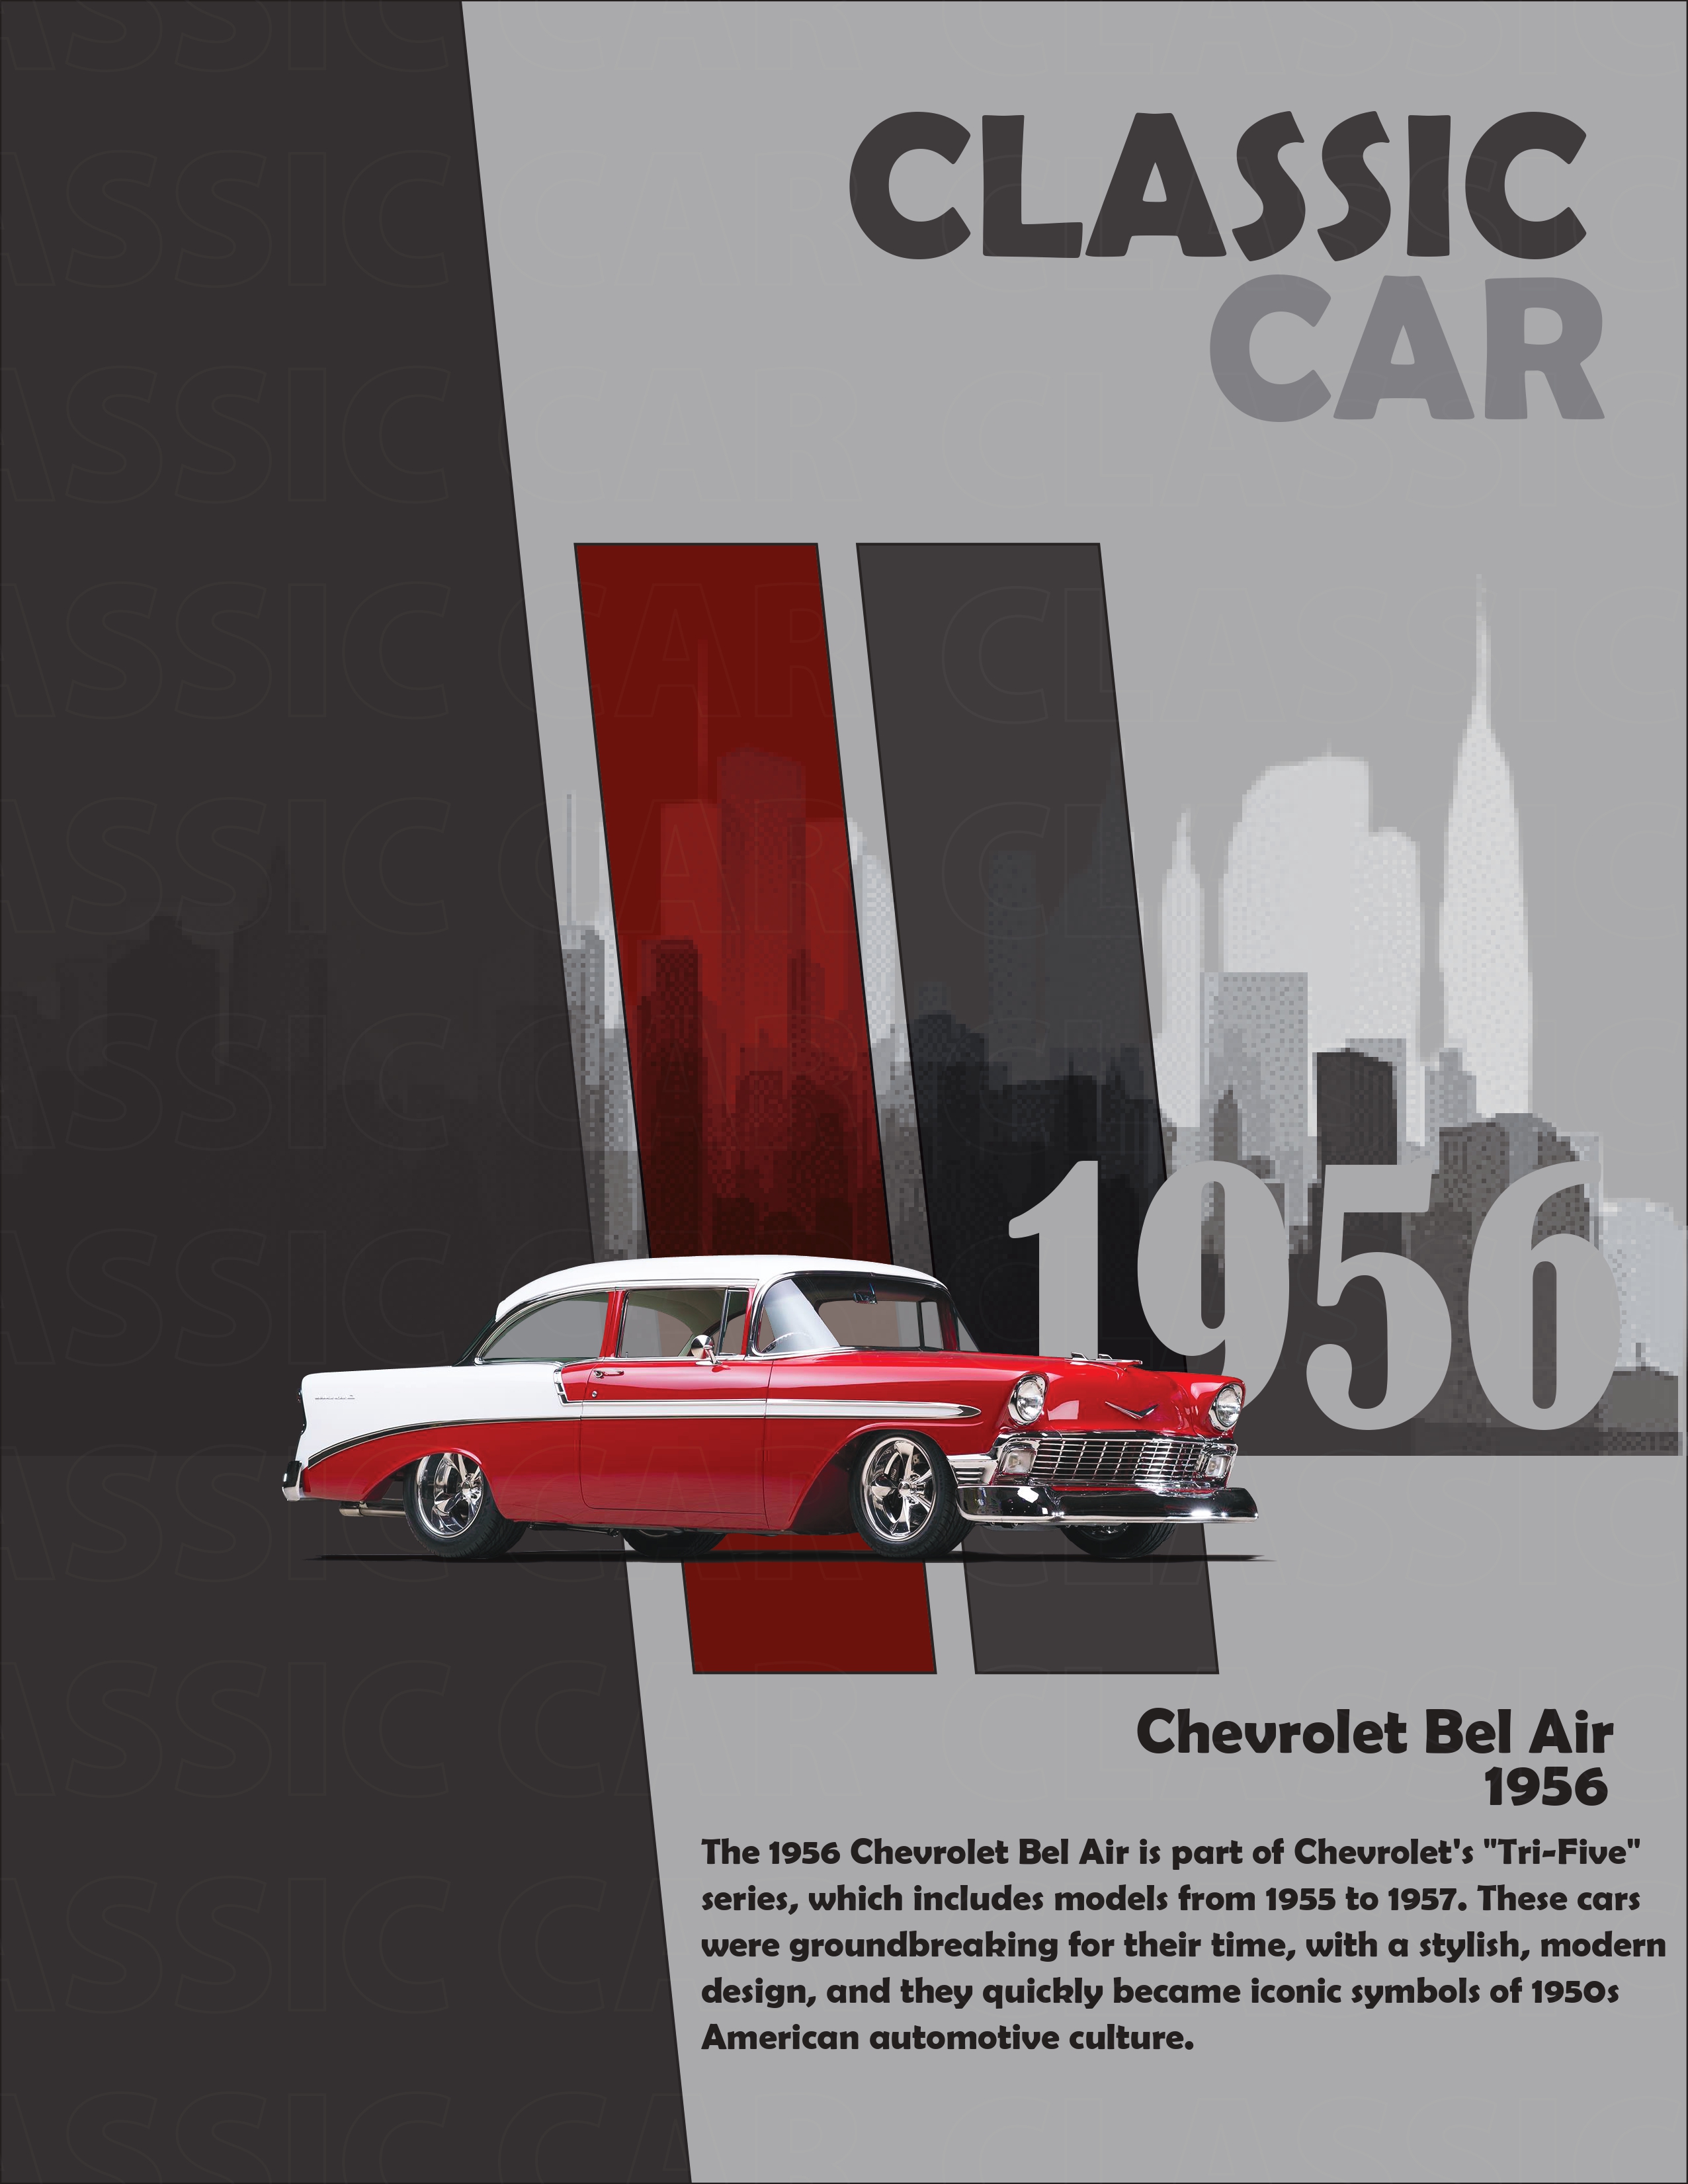 CLASSIC
CAR
1956
Chevrolet Bel Air
1956
The 1956 Chevrolet Bel Air is part of Chevrolet's "Tri-Five"
series, which includes models from 1955 to 1957. These cars
were groundbreaking for their time, with a stylish, modern
design, and they quickly became iconic symbols of 1950s
American automotive culture.